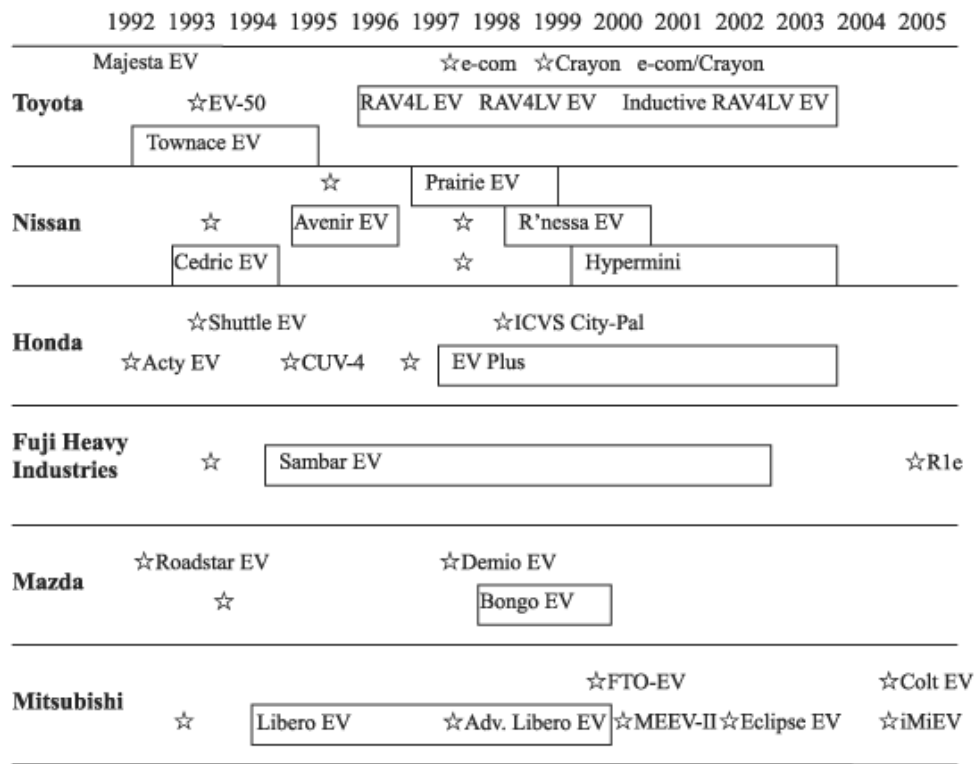 1992 1993 1994 1995 1996 1997 1998 1999 2000 2001 2002 2003 2004 2005
Majesta EV ☆e-com ☆Crayon e-com/Crayon
Toyota ☆EV-50 RAV4L EV RAV4LV EV Inductive RAV4LV EV
Townace EV
☆ Prairie EV
Nissan ☆ Avenir EV ☆ R'nessa EV
Cedric EV ☆ Hypermini
Honda
☆Shuttle EV ☆ICVS City-Pal
☆Acty EV ☆CUV-4 ☆ EV Plus
Fuji Heavy
Industries
☆ Sambar EV ☆R1e
Mazda
☆Roadstar EV ☆Demio EV
☆ Bongo EV
Mitsubishi
☆FTO-EV ☆Colt EV
☆ Libero EV ☆Adv. Libero EV ☆MEEV-II ☆Eclipse EV ☆iMiEV